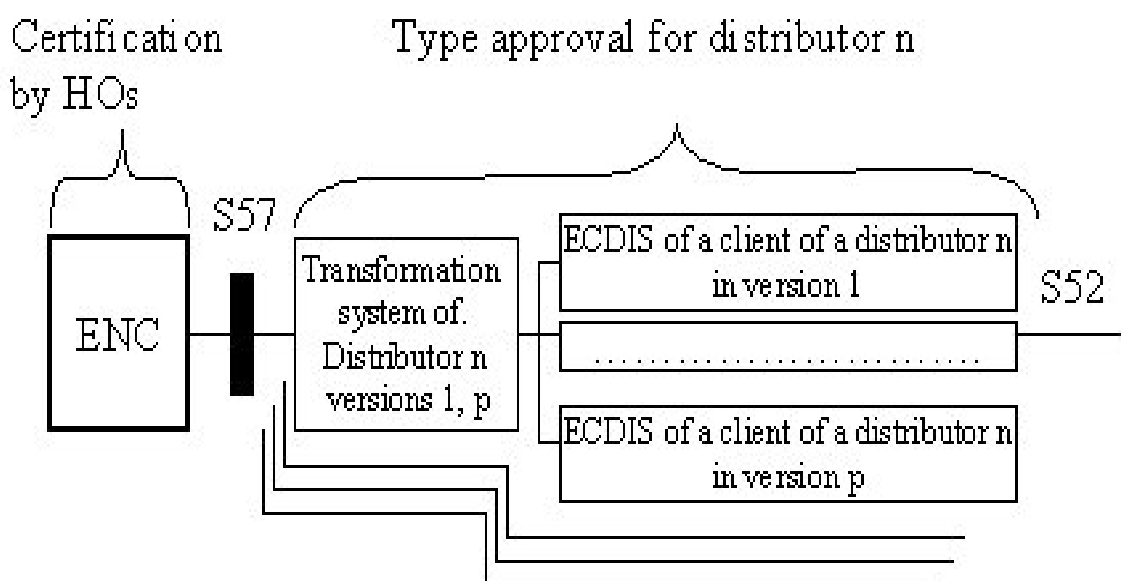 Certification
by HOs
Type approval for distributor n
S57
ENC
Transformation
system of.
Distributor n
versions 1, p
ECDIS of a client of a distributor n
in version 1
..............................
ECDIS of a client of a distributor n
in version p
S52